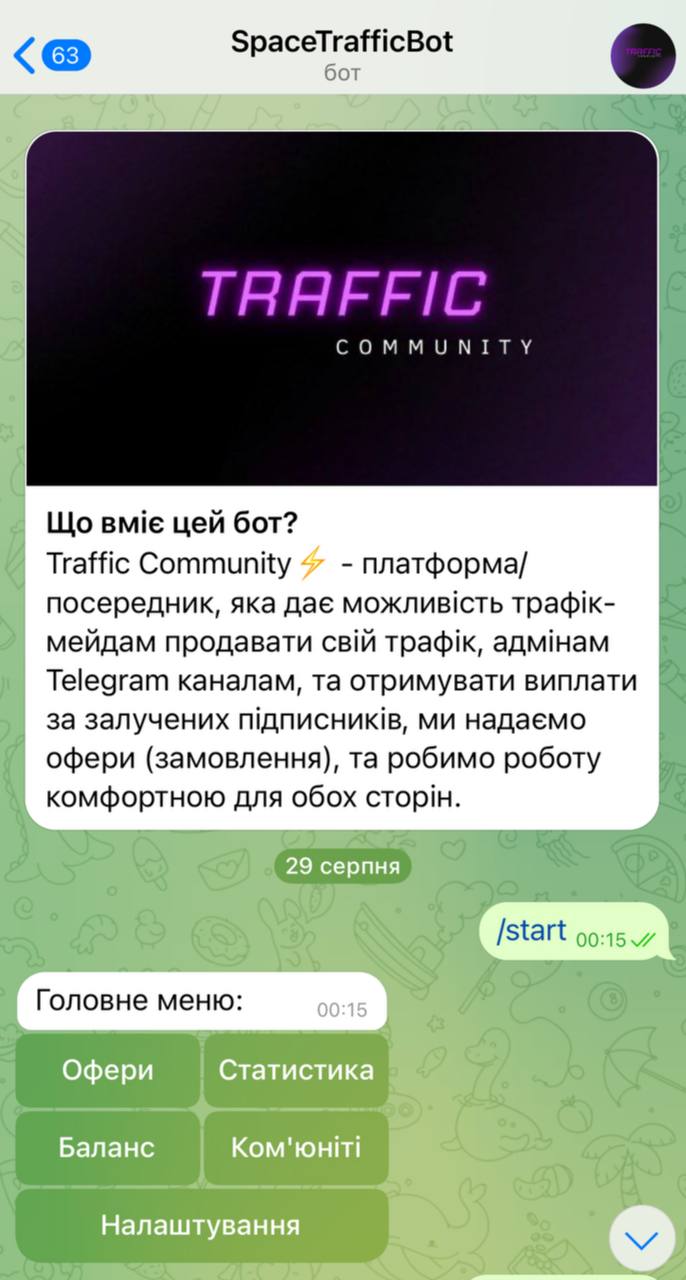 63
SpaceTrafficBot
бот
TRAFFIC
COMMUNITY
Що вміє цей бот?
Traffic Community⚡ - платформа/
посередник, яка дає можливість трафік-
мейдам продавати свій трафік, адмінам
Telegram каналам, та отримувати виплати
за залучених підписників, ми надаємо
офери (замовлення), та робимо роботу
комфортною для обох сторін.
29 серпня
/start 00:15
Головне меню: 00:15
Офери Статистика
Баланс Ком'юніті
Налаштування